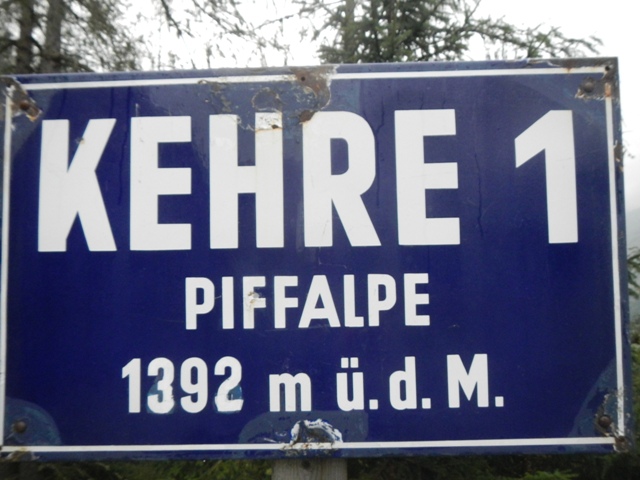 KEHRE 1
PIFFALPE
1392 m ü.d.M.